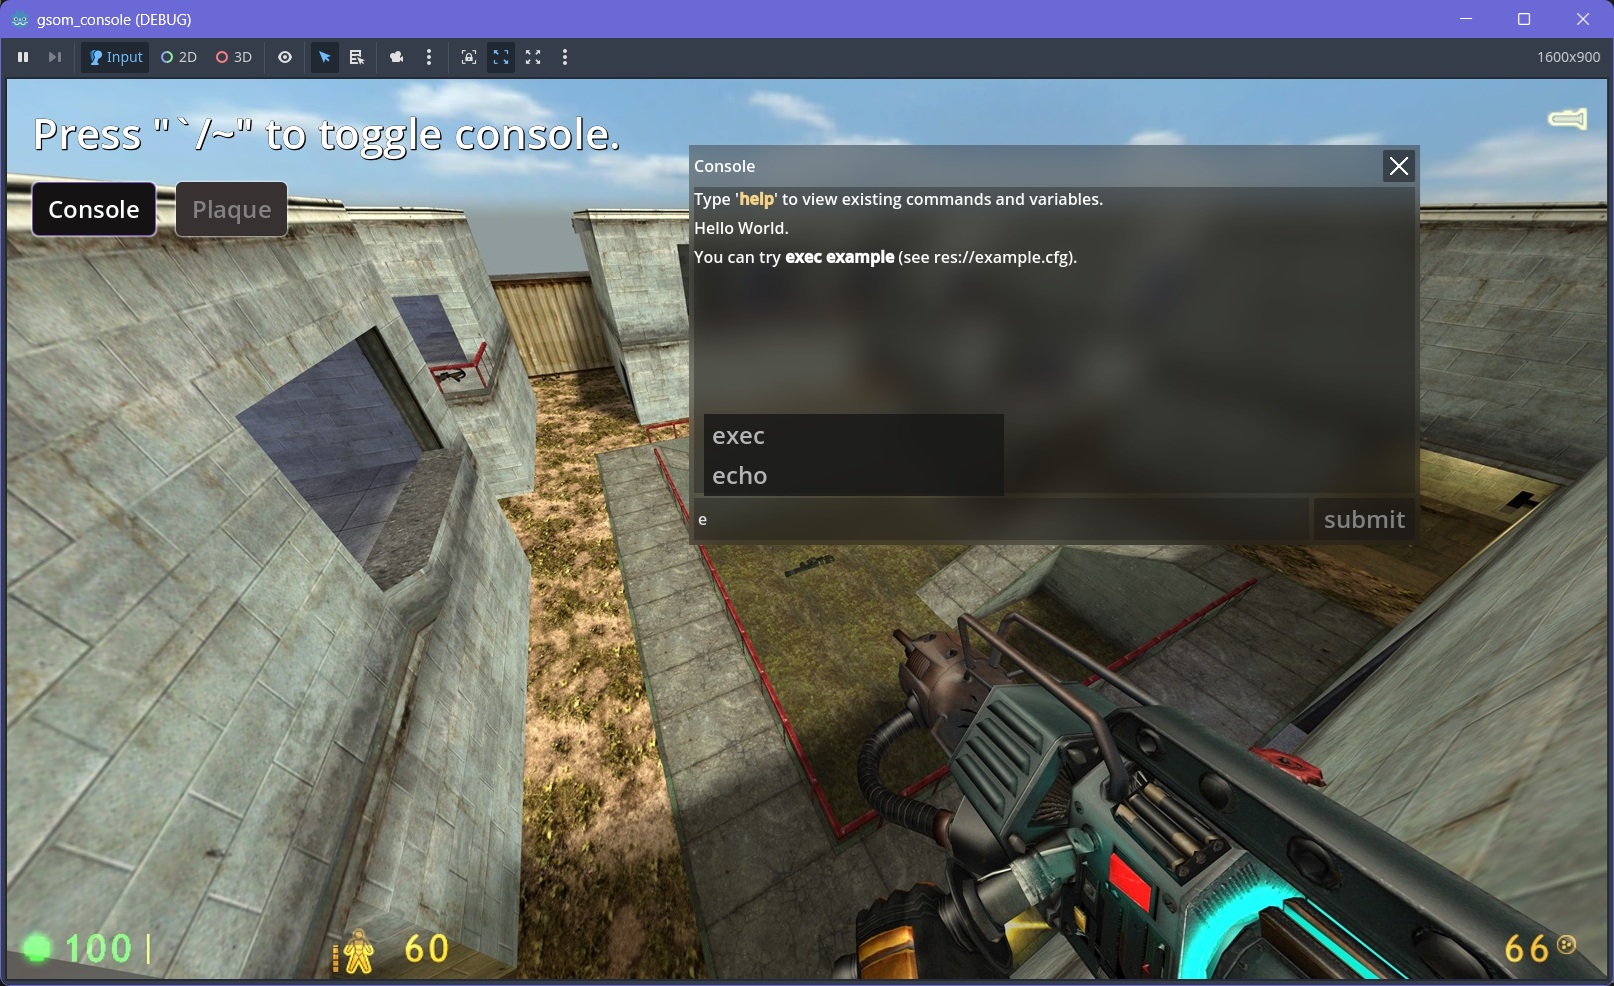 gsom_console (DEBUG)
Input 2D 3D 1600x900
Press "`/~" to toggle console.
Console Plaque
Console
Type 'help' to view existing commands and variables.
Hello World.
You can try exec example (see res://example.cfg).
exec
echo
e submit
100 60 66